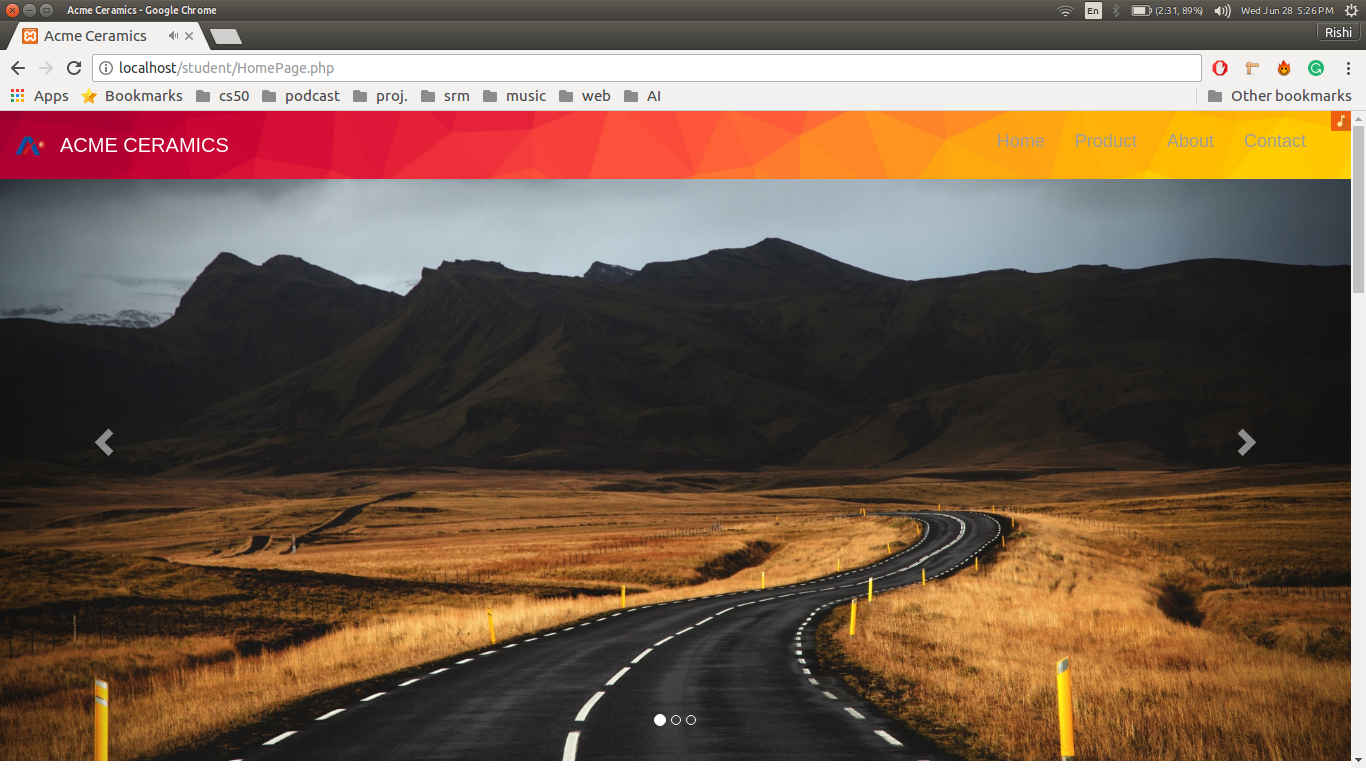 Acme Ceramics - Google Chrome
En (2:31, 89%) Wed Jun 28 5:26 PM
Acme Ceramics
Rishi
localhost/student/HomePage.php
Apps Bookmarks cs50 podcast proj. srm music web AI Other bookmarks
ACME CERAMICS
Home Product About Contact